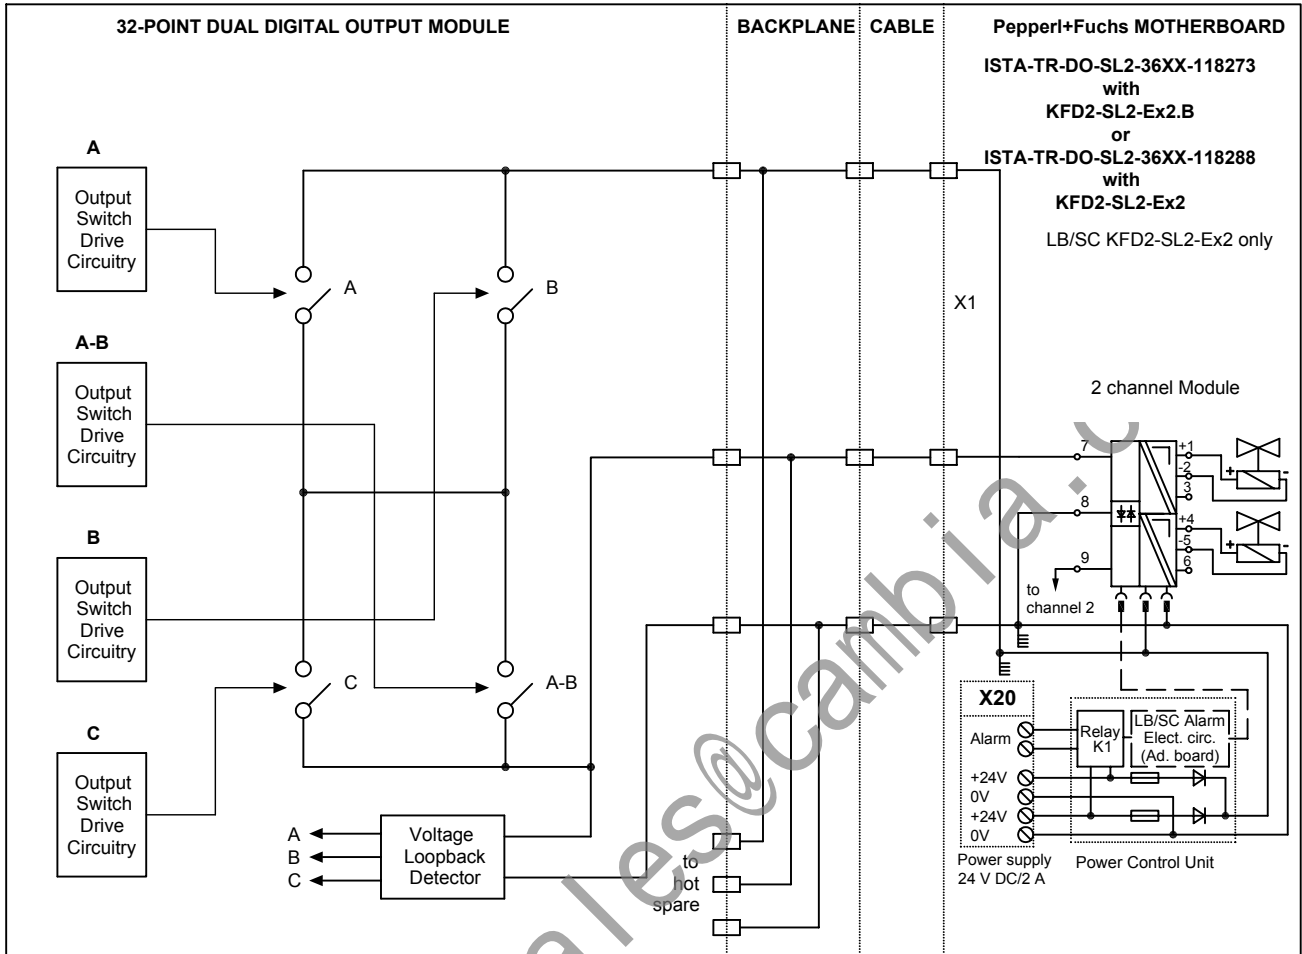 32-POINT DUAL DIGITAL OUTPUT MODULE
BACKPLANE
CABLE
Pepperl+Fuchs MOTHERBOARD
ISTA-TR-DO-SL2-36XX-118273
with
KFD2-SL2-Ex2.B
or
ISTA-TR-DO-SL2-36XX-118288
with
KFD2-SL2-Ex2
LB/SC KFD2-SL2-Ex2 only
A
Output
Switch
Drive
Circuitry
A
B
X1
A-B
Output
Switch
Drive
Circuitry
2 channel Module
7
8
9
to
channel 2
+1
-2
3
+4
-5
6
+
-
+
-
B
Output
Switch
Drive
Circuitry
C
A-B
C
Output
Switch
Drive
Circuitry
X20
Alarm
+24V
0V
+24V
0V
Relay
K1
LB/SC Alarm
Elect. circ.
(Ad. board)
Power supply
24 V DC/2 A
Power Control Unit
A
B
C
Voltage
Loopback
Detector
to
hot
spare
ales@cambia.c